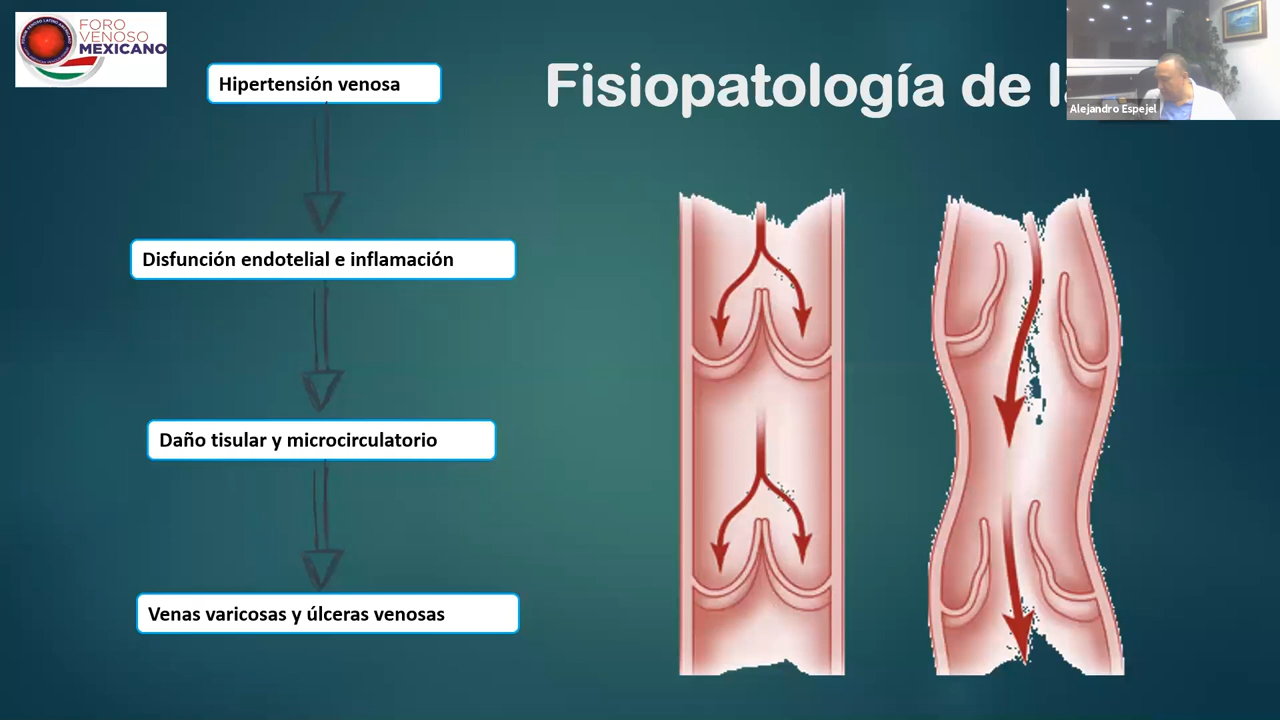 FORO
VENOSO
MEXICANO
Hipertensión venosa
Fisiopatología de
Alejandro Espejel
Disfunción endotelial e inflamación
Daño tisular y microcirculatorio
Venas varicosas y úlceras venosas